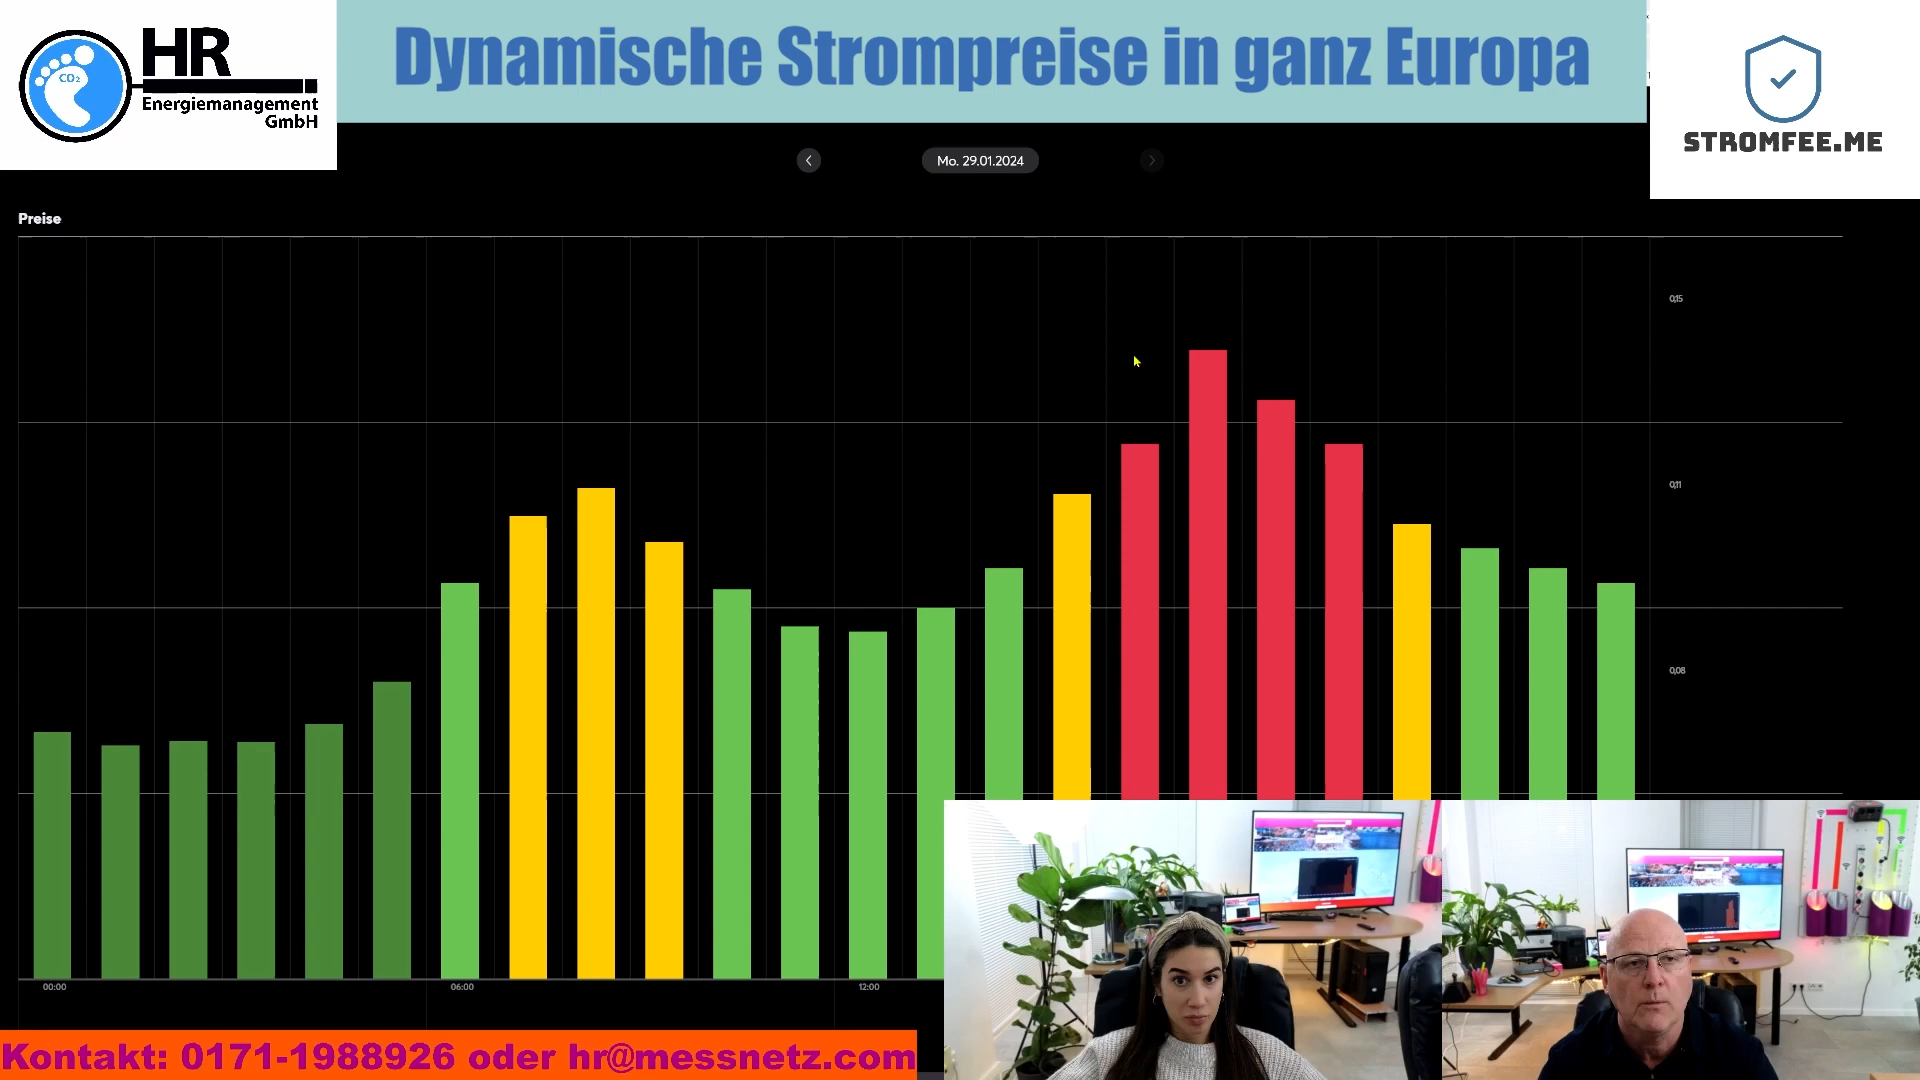 CO₂
HR
Energiemanagement
GmbH
Dynamische Strompreise in ganz Europa
STROMFEE.ME
Mo. 29.01.2024
Preise
0,15
0,11
0,08
00:00
06:00
12:00
Kontakt: 0171-1988926 oder hr@messnetz.com